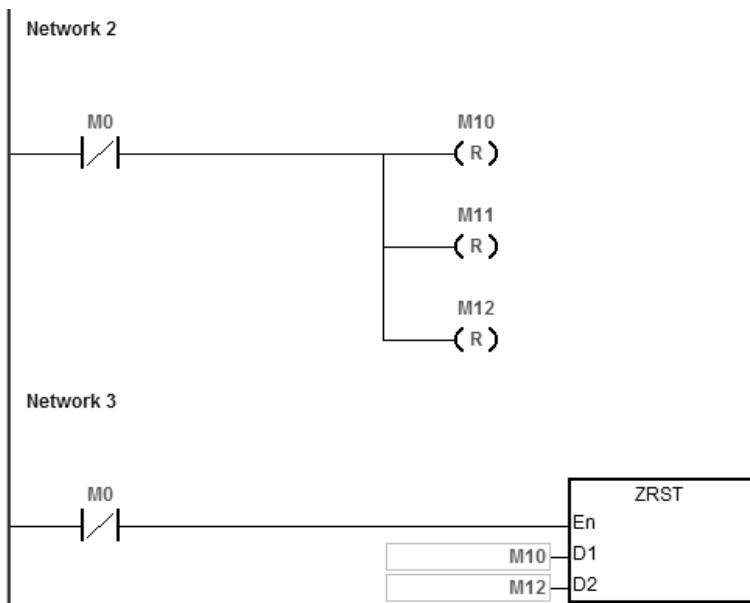 Network 2
M0 M10
R
M11
R
M12
R
Network 3
M0 ZRST
En
M10 D1
M12 D2